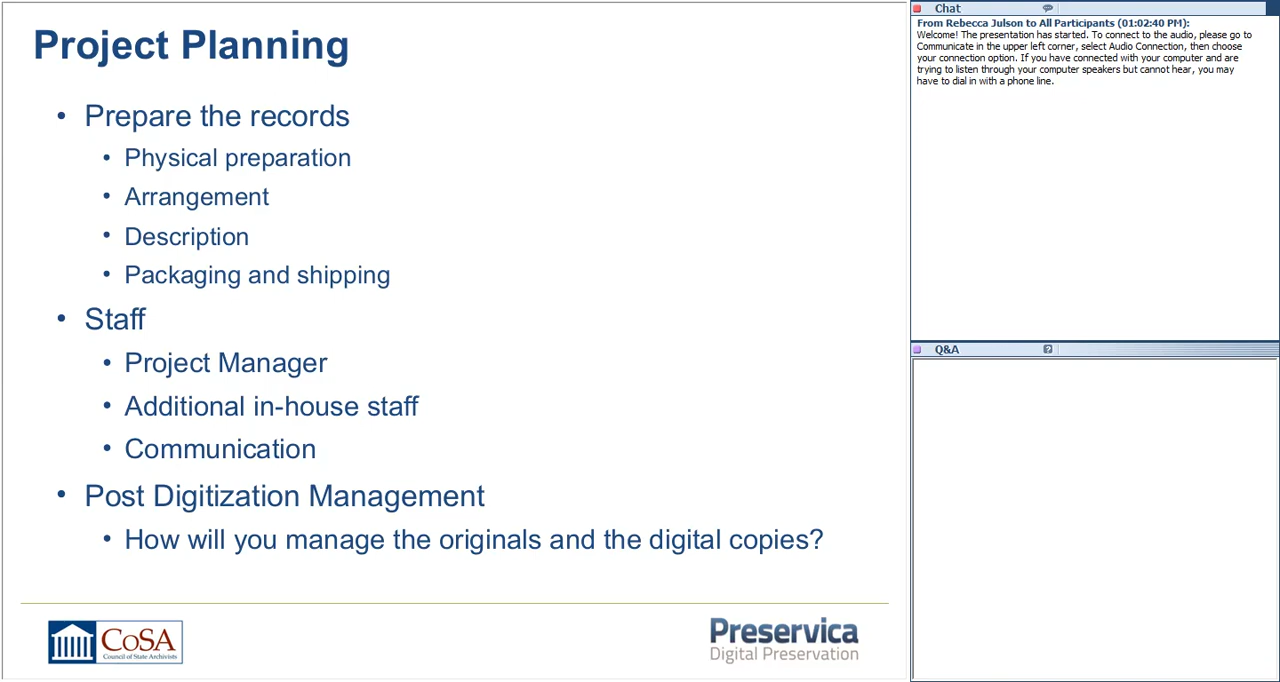 Project Planning
• Prepare the records
• Physical preparation
• Arrangement
• Description
• Packaging and shipping
• Staff
• Project Manager
• Additional in-house staff
• Communication
• Post Digitization Management
• How will you manage the originals and the digital copies?
CoSA
Council of State Archivists
Preservica
Digital Preservation
Chat
From Rebecca Julson to All Participants (01:02:40 PM):
Welcome! The presentation has started. To connect to the audio, please go to
Communicate in the upper left corner, select Audio Connection, then choose
your connection option. If you have connected with your computer and are
trying to listen through your computer speakers but cannot hear, you may
have to dial in with a phone line.
Q&A